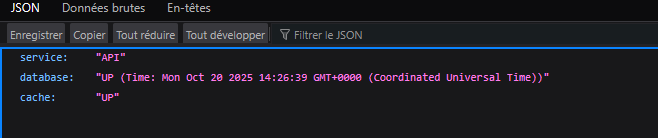 JSON Données brutes En-têtes
Enregistrer Copier Tout réduire Tout développer Filtrer le JSON
service: "API"
database: "UP (Time: Mon Oct 20 2025 14:26:39 GMT+0000 (Coordinated Universal Time))"
cache: "UP"